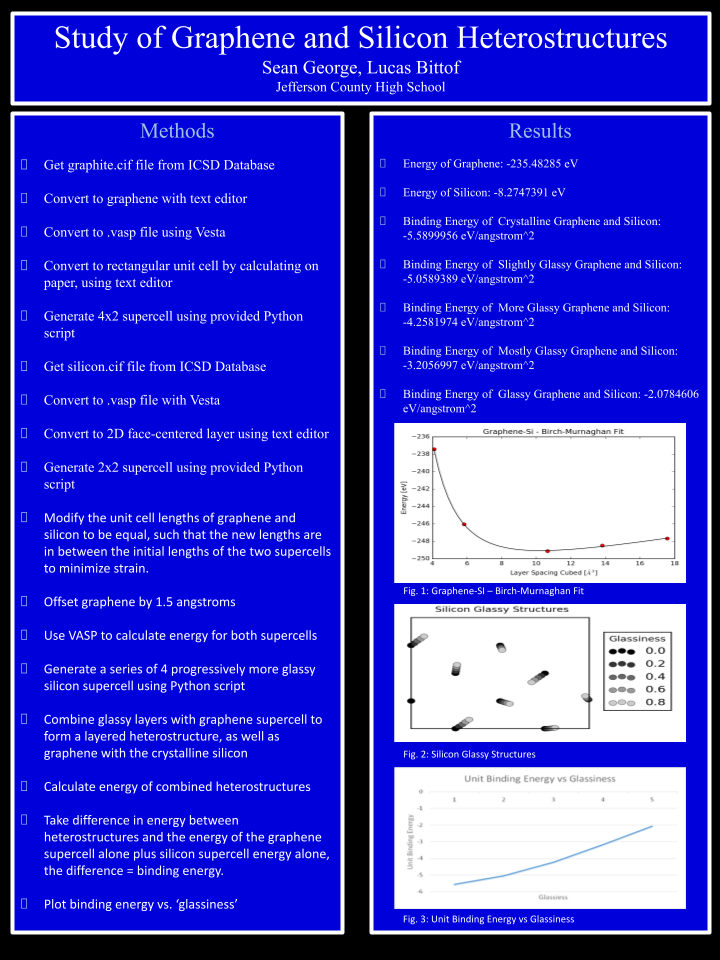 Study of Graphene and Silicon Heterostructures
Sean George, Lucas Bittof
Jefferson County High School
Methods
Get graphite.cif file from ICSD Database
Convert to graphene with text editor
Convert to .vasp file using Vesta
Convert to rectangular unit cell by calculating on
paper, using text editor
Generate 4x2 supercell using provided Python
script
Get silicon.cif file from ICSD Database
Convert to .vasp file with Vesta
Convert to 2D face-centered layer using text editor
Generate 2x2 supercell using provided Python
script
Modify the unit cell lengths of graphene and
silicon to be equal, such that the new lengths are
in between the initial lengths of the two supercells
to minimize strain.
Offset graphene by 1.5 angstroms
Use VASP to calculate energy for both supercells
Generate a series of 4 progressively more glassy
silicon supercell using Python script
Combine glassy layers with graphene supercell to
form a layered heterostructure, as well as
graphene with the crystalline silicon
Calculate energy of combined heterostructures
Take difference in energy between
heterostructures and the energy of the graphene
supercell alone plus silicon supercell energy alone,
the difference = binding energy.
Plot binding energy vs. ‘glassiness’
Results
Energy of Graphene: -235.48285 eV
Energy of Silicon: -8.2747391 eV
Binding Energy of Crystalline Graphene and Silicon:
-5.5899956 eV/angstrom^2
Binding Energy of Slightly Glassy Graphene and Silicon:
-5.0589389 eV/angstrom^2
Binding Energy of More Glassy Graphene and Silicon:
-4.2581974 eV/angstrom^2
Binding Energy of Mostly Glassy Graphene and Silicon:
-3.2056997 eV/angstrom^2
Binding Energy of Glassy Graphene and Silicon: -2.0784606
eV/angstrom^2
Graphene-Si - Birch-Murnaghan Fit
−236
−238
−240
−242
−244
−246
−248
−250
Energy [eV]
4 6 8 10 12 14 16 18
Layer Spacing Cubed [Å³]
Fig. 1: Graphene-SI – Birch-Murnaghan Fit
Silicon Glassy Structures
Glassiness
0.0
0.2
0.4
0.6
0.8
Fig. 2: Silicon Glassy Structures
Unit Binding Energy vs Glassiness
0
1 2 3 4 5
-1
-2
-3
-4
-5
-6
Unit Binding Energy
Glassiness
Fig. 3: Unit Binding Energy vs Glassiness